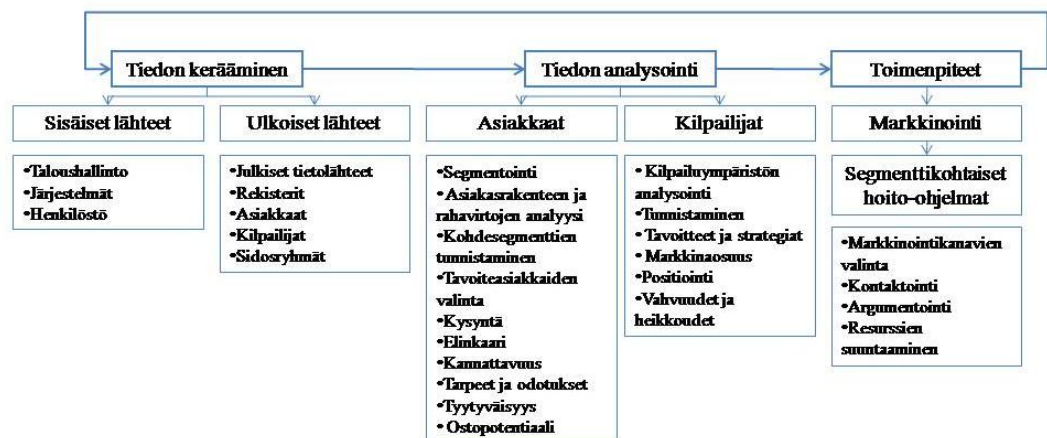 Tiedon kerääminen
Tiedon analysointi
Toimenpiteet
Sisäiset lähteet
Ulkoiset lähteet
Asiakkaat
Kilpailijat
Markkinointi
•Taloushallinto
•Järjestelmät
•Henkilöstö
•Julkiset tietolähteet
•Rekisterit
•Asiakkaat
•Kilpailijat
•Sidosryhmät
•Segmentointi
•Asiakasrakenteen ja
rahavirtojen analyysi
•Kohdesegmenttien
tunnistaminen
•Tavoiteasiakkaiden
valinta
•Kysyntä
•Elinkaari
•Kannattavuus
•Tarpeet ja odotukset
•Tyytyväisyys
•Ostopotentiaali
•Kilpailuympäristön
analysointi
•Tunnistaminen
•Tavoitteet ja strategiat
•Markkinaosuus
•Positiointi
•Vahvuudet ja
heikkoudet
Segmenttikohtaiset
hoito-ohjelmat
•Markkinointikanavien
valinta
•Kontaktointi
•Argumentointi
•Resurssien
suuntaaminen